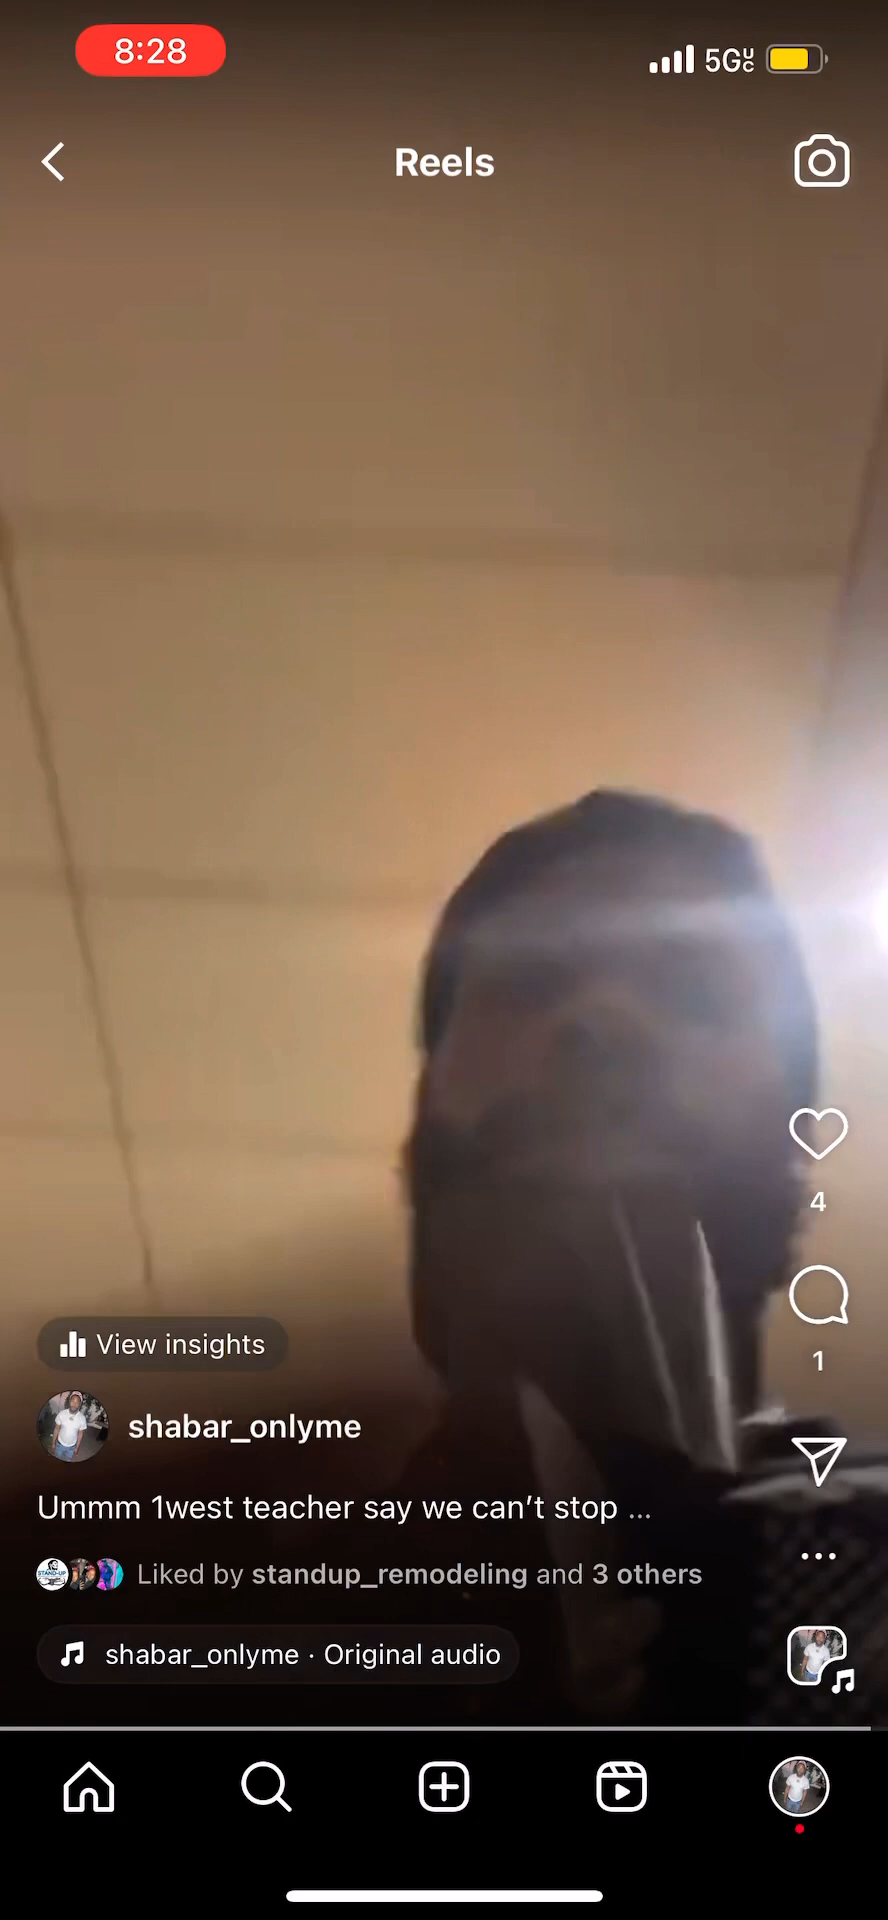 8:28
5GUC
Reels
4
1
View insights
shabar_onlyme
Ummm 1west teacher say we can’t stop ...
Liked by standup_remodeling and 3 others
shabar_onlyme · Original audio